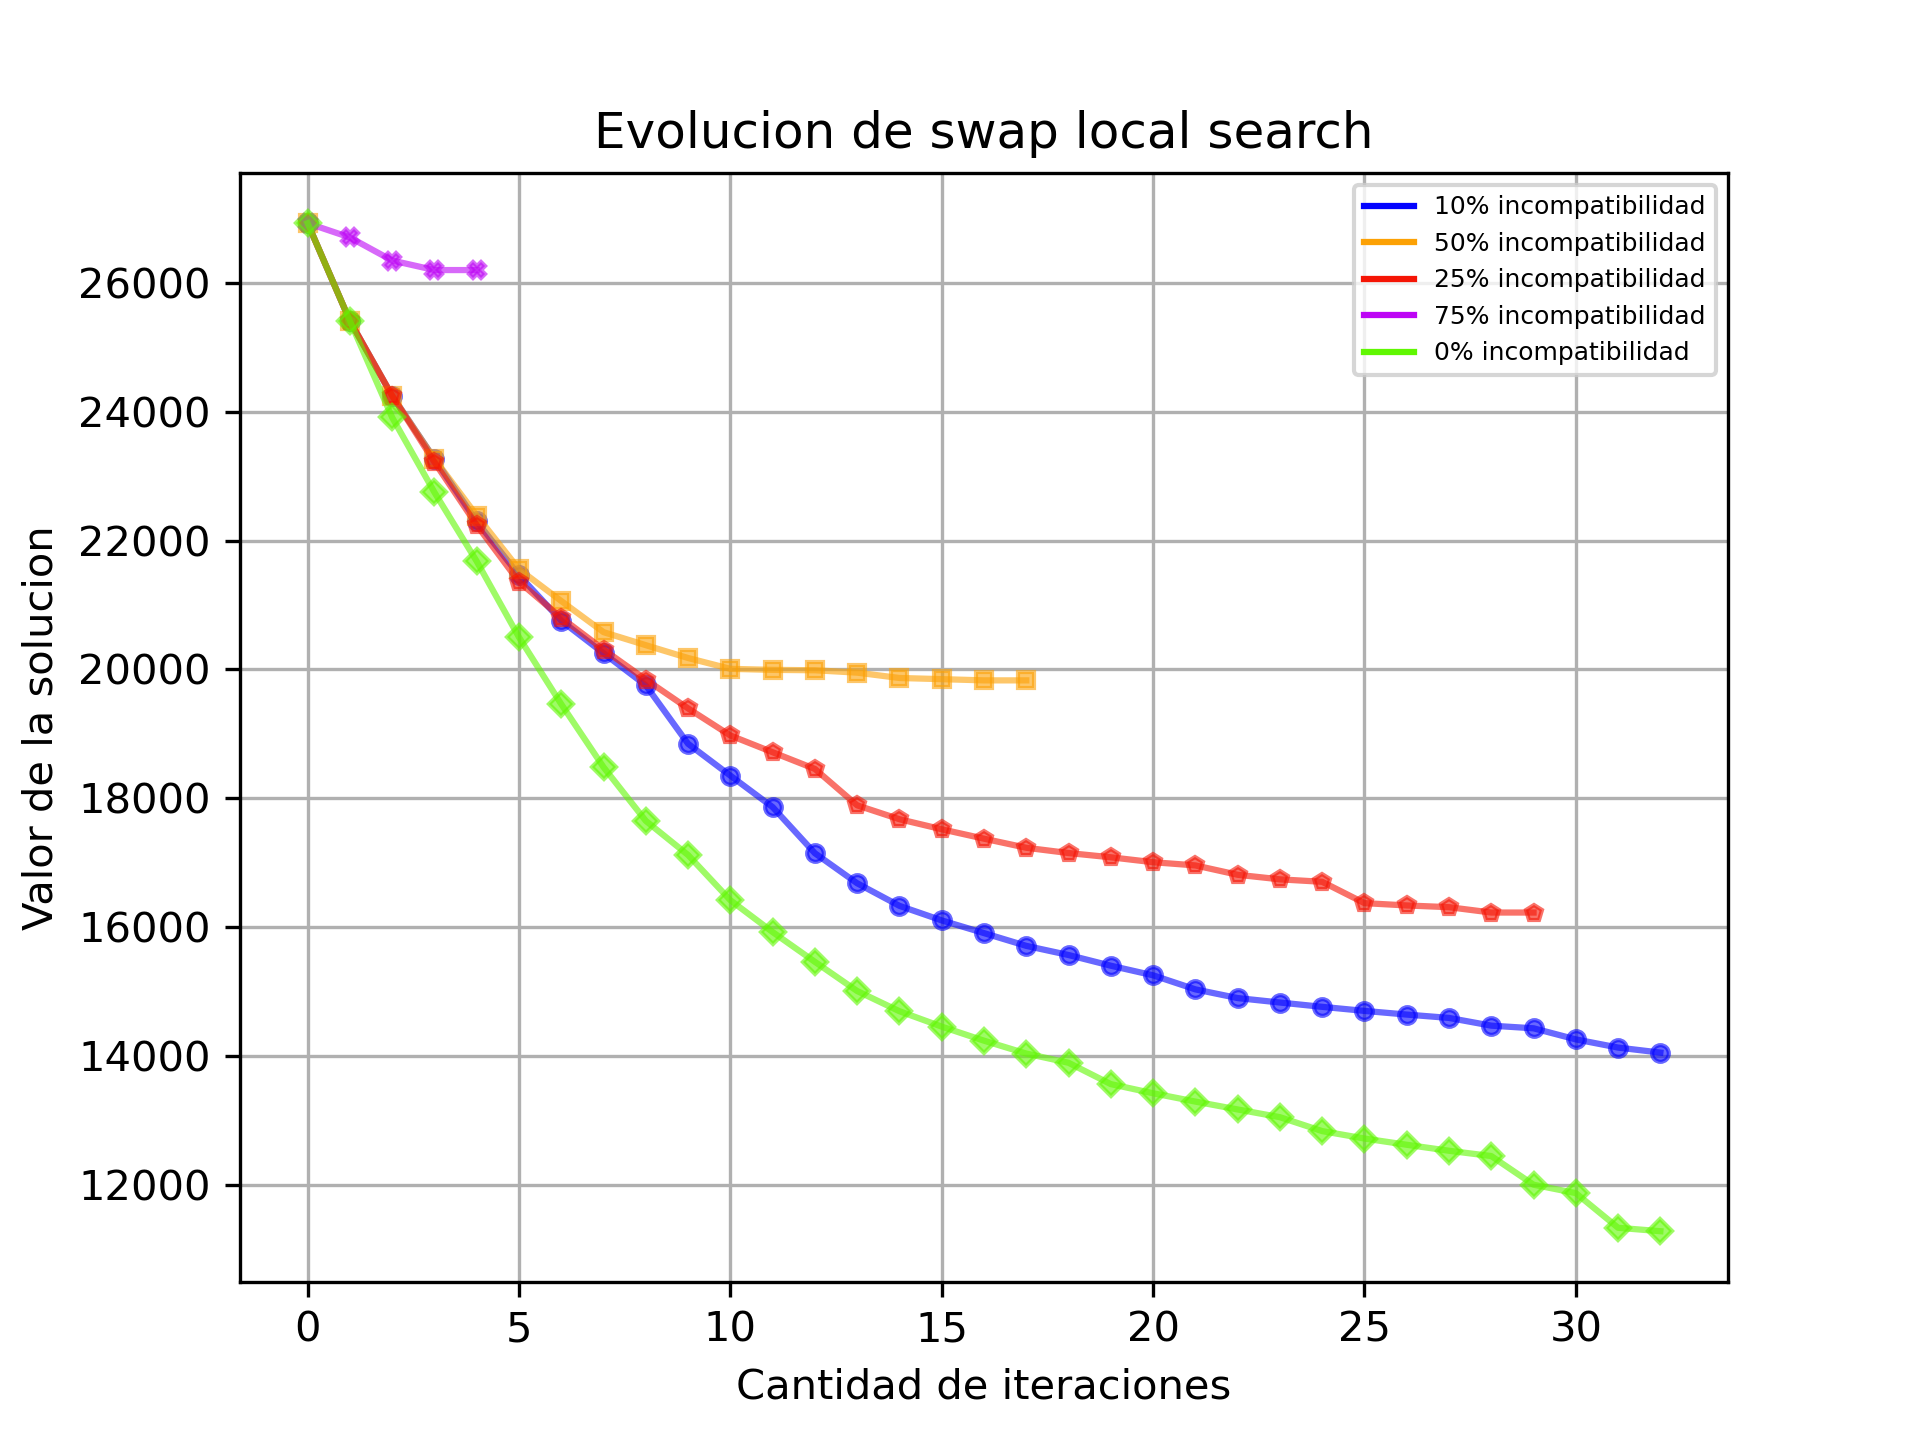 Evolucion de swap local search
10% incompatibilidad
50% incompatibilidad
25% incompatibilidad
75% incompatibilidad
0% incompatibilidad
Valor de la solucion
26000
24000
22000
20000
18000
16000
14000
12000
0 5 10 15 20 25 30
Cantidad de iteraciones